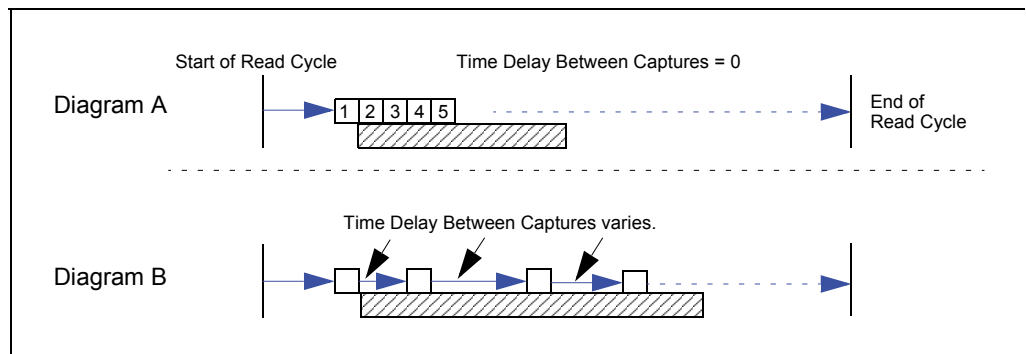 Start of Read Cycle
Time Delay Between Captures = 0
Diagram A
1 2 3 4 5
End of
Read Cycle
Time Delay Between Captures varies.
Diagram B